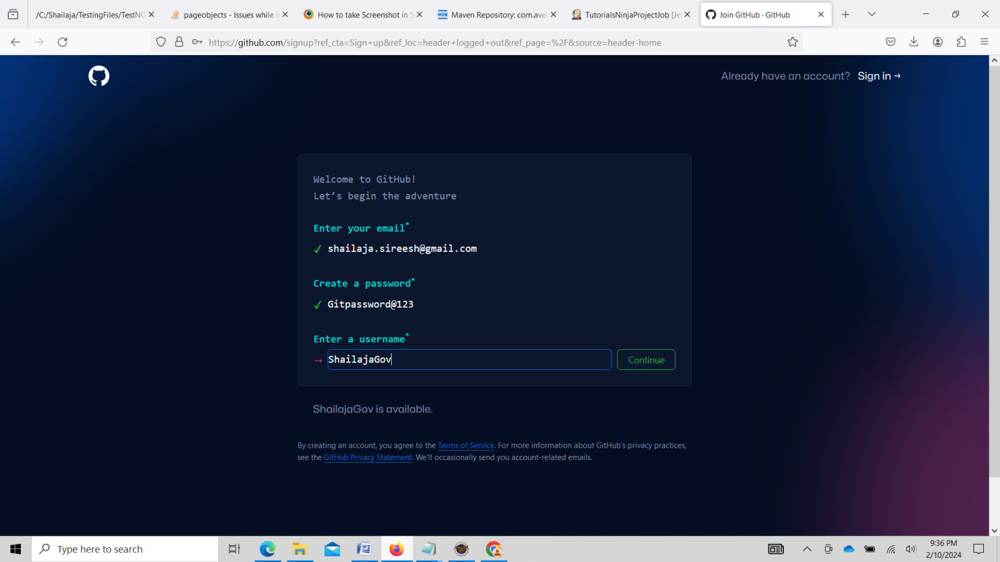 /C:/Shailaja/TestingFiles/TestNG
pageobjects - Issues while i
How to take Screenshot in S
MVN
Maven Repository: com.aven
TutorialsNinjaProjectJob [Je
Join GitHub · GitHub
https://github.com/signup?ref_cta=Sign+up&ref_loc=header+logged+out&ref_page=%2F&source=header-home
Already have an account? Sign in →
Welcome to GitHub!
Let’s begin the adventure
Enter your email*
✓ shailaja.sireesh@gmail.com
Create a password*
✓ Gitpassword@123
Enter a username*
→ ShailajaGov
Continue
ShailajaGov is available.
By creating an account, you agree to the Terms of Service. For more information about GitHub's privacy practices,
see the GitHub Privacy Statement. We'll occasionally send you account-related emails.
Type here to search
9:36 PM
2/10/2024